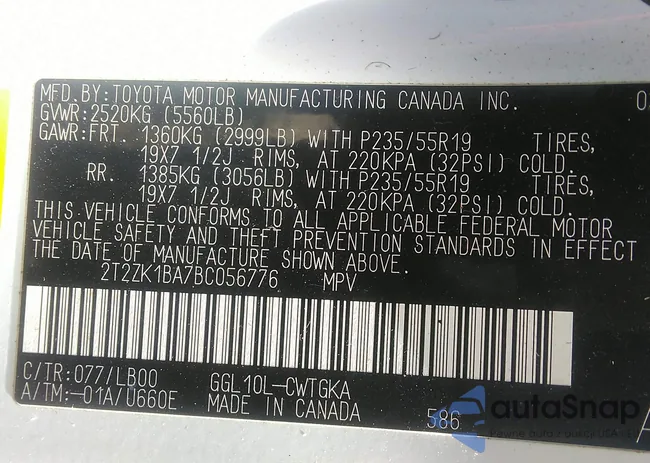 MFD.BY:TOYOTA MOTOR MANUFACTURING CANADA INC.
GVWR:2520KG (5560LB)
GAWR:FRT. 1360KG (2999LB) WITH P235/55R19 TIRES,
19X7 1/2J RIMS, AT 220KPA (32PSI) COLD.
RR. 1385KG (3056LB) WITH P235/55R19 TIRES,
19X7 1/2J RIMS, AT 220KPA (32PSI) COLD.
THIS VEHICLE CONFORMS TO ALL APPLICABLE FEDERAL MOTOR
VEHICLE SAFETY AND THEFT PREVENTION STANDARDS IN EFFECT
THE DATE OF MANUFACTURE SHOWN ABOVE.
2T2ZK1BA7BC056776 MPV
C/TR:077/LB00 GGL10L-CWTGKA
A/TM:-01A/U660E MADE IN CANADA 586
autoSnap